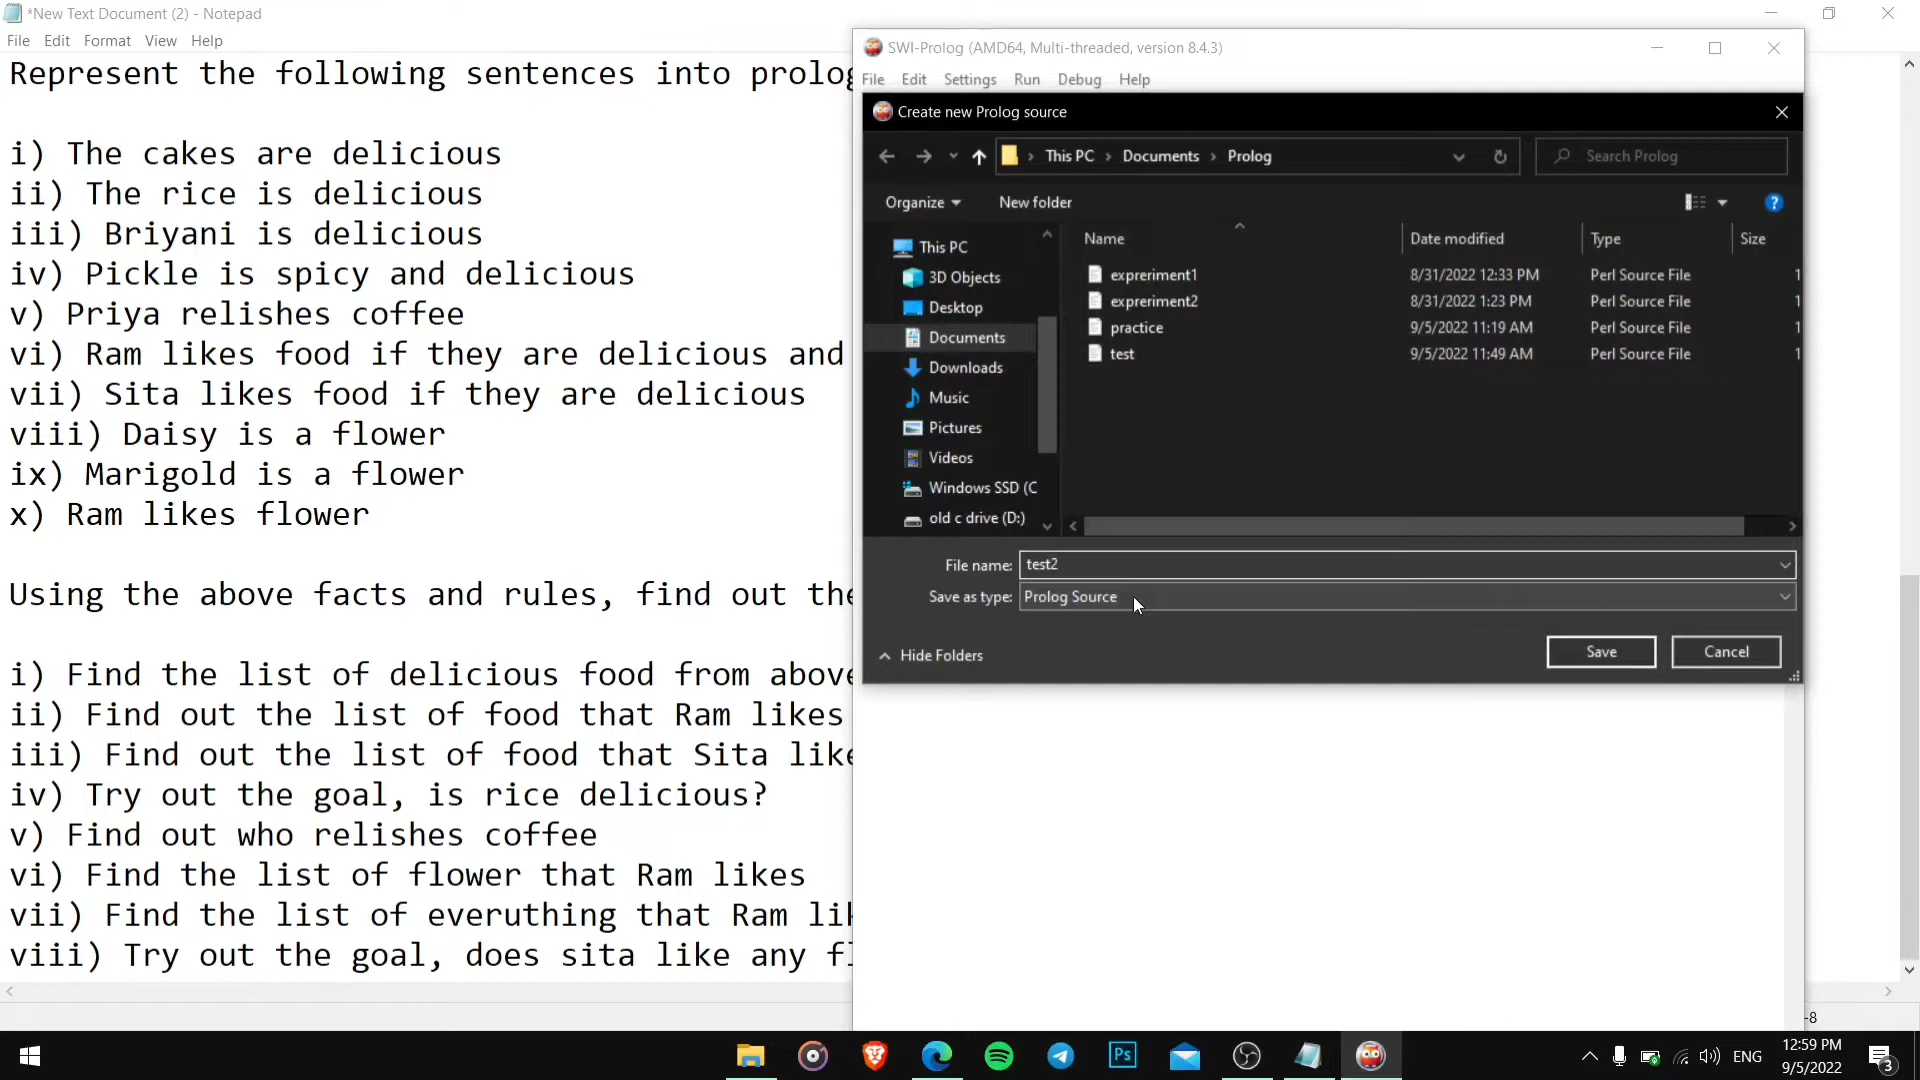 *New Text Document (2) - Notepad
File Edit Format View Help
Represent the following sentences into prolog
i) The cakes are delicious
ii) The rice is delicious
iii) Briyani is delicious
iv) Pickle is spicy and delicious
v) Priya relishes coffee
vi) Ram likes food if they are delicious and
vii) Sita likes food if they are delicious
viii) Daisy is a flower
ix) Marigold is a flower
x) Ram likes flower
Using the above facts and rules, find out the
i) Find the list of delicious food from above
ii) Find out the list of food that Ram likes
iii) Find out the list of food that Sita like
iv) Try out the goal, is rice delicious?
v) Find out who relishes coffee
vi) Find the list of flower that Ram likes
vii) Find the list of everuthing that Ram lik
viii) Try out the goal, does sita like any fl
SWI-Prolog (AMD64, Multi-threaded, version 8.4.3)
File Edit Settings Run Debug Help
Create new Prolog source
This PC › Documents › Prolog
Search Prolog
Organize New folder
?
This PC
3D Objects
Desktop
Documents
Downloads
Music
Pictures
Videos
Windows SSD (C
old c drive (D:)
Name Date modified Type Size
expreriment1 8/31/2022 12:33 PM Perl Source File 1
expreriment2 8/31/2022 1:23 PM Perl Source File 1
practice 9/5/2022 11:19 AM Perl Source File 1
test 9/5/2022 11:49 AM Perl Source File 1
File name: test2
Save as type: Prolog Source
Hide Folders
Save Cancel
-8
Ps
ENG
12:59 PM
9/5/2022
3